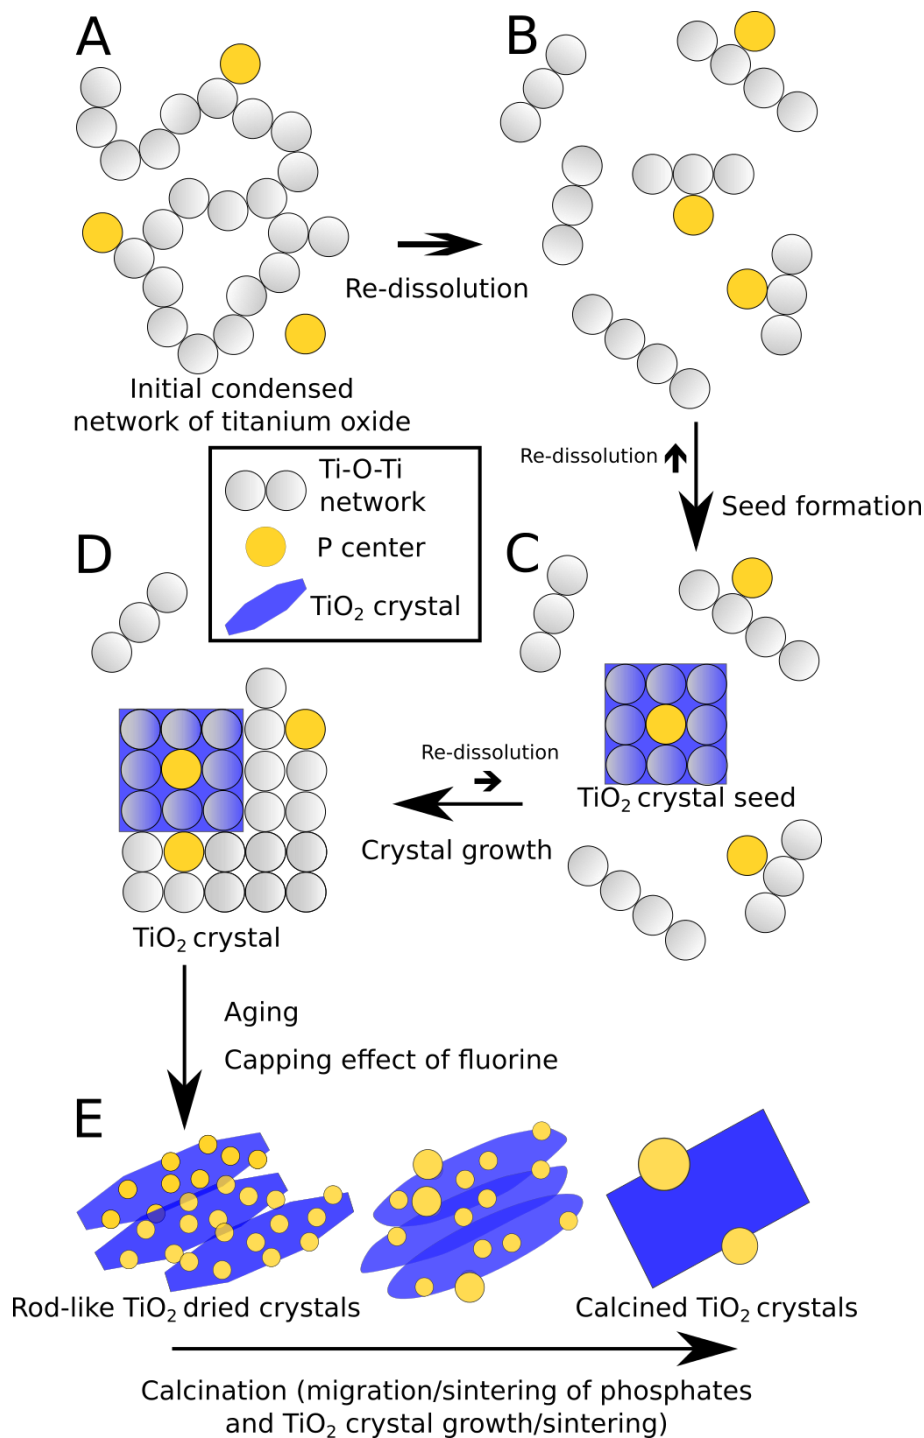 A
B
Re-dissolution
Initial condensed
network of titanium oxide
Re-dissolution
Seed formation
Ti-O-Ti
network
P center
TiO₂ crystal
D
C
Re-dissolution
TiO₂ crystal seed
Crystal growth
TiO₂ crystal
Aging
Capping effect of fluorine
E
Rod-like TiO₂ dried crystals
Calcined TiO₂ crystals
Calcination (migration/sintering of phosphates
and TiO₂ crystal growth/sintering)